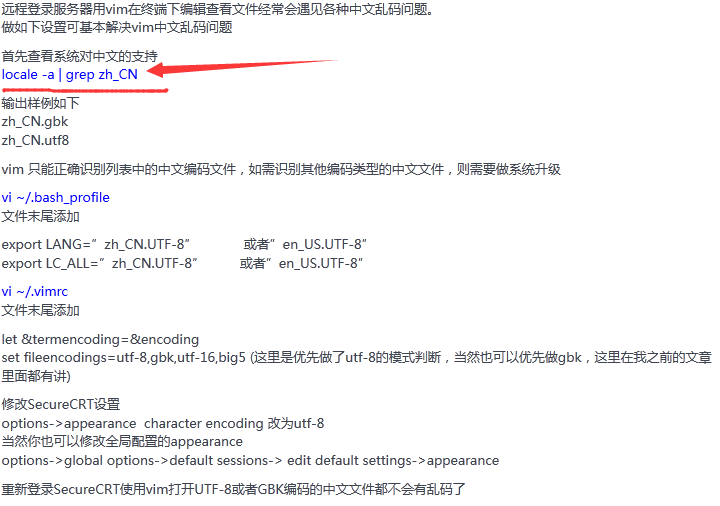 远程登录服务器用vim在终端下编辑查看文件经常会遇见各种中文乱码问题。
做如下设置可基本解决vim中文乱码问题
首先查看系统对中文的支持
locale -a | grep zh_CN
输出样例如下
zh_CN.gbk
zh_CN.utf8
vim 只能正确识别列表中的中文编码文件，如需识别其他编码类型的中文文件，则需要做系统升级
vi ~/.bash_profile
文件末尾添加
export LANG=”zh_CN.UTF-8″ 或者”en_US.UTF-8″
export LC_ALL=”zh_CN.UTF-8″ 或者”en_US.UTF-8″
vi ~/.vimrc
文件末尾添加
let &termencoding=&encoding
set fileencodings=utf-8,gbk,utf-16,big5 (这里是优先做了utf-8的模式判断，当然也可以优先做gbk，这里在我之前的文章
里面都有讲)
修改SecureCRT设置
options->appearance character encoding 改为utf-8
当然你也可以修改全局配置的appearance
options->global options->default sessions-> edit default settings->appearance
重新登录SecureCRT使用vim打开UTF-8或者GBK编码的中文文件都不会有乱码了